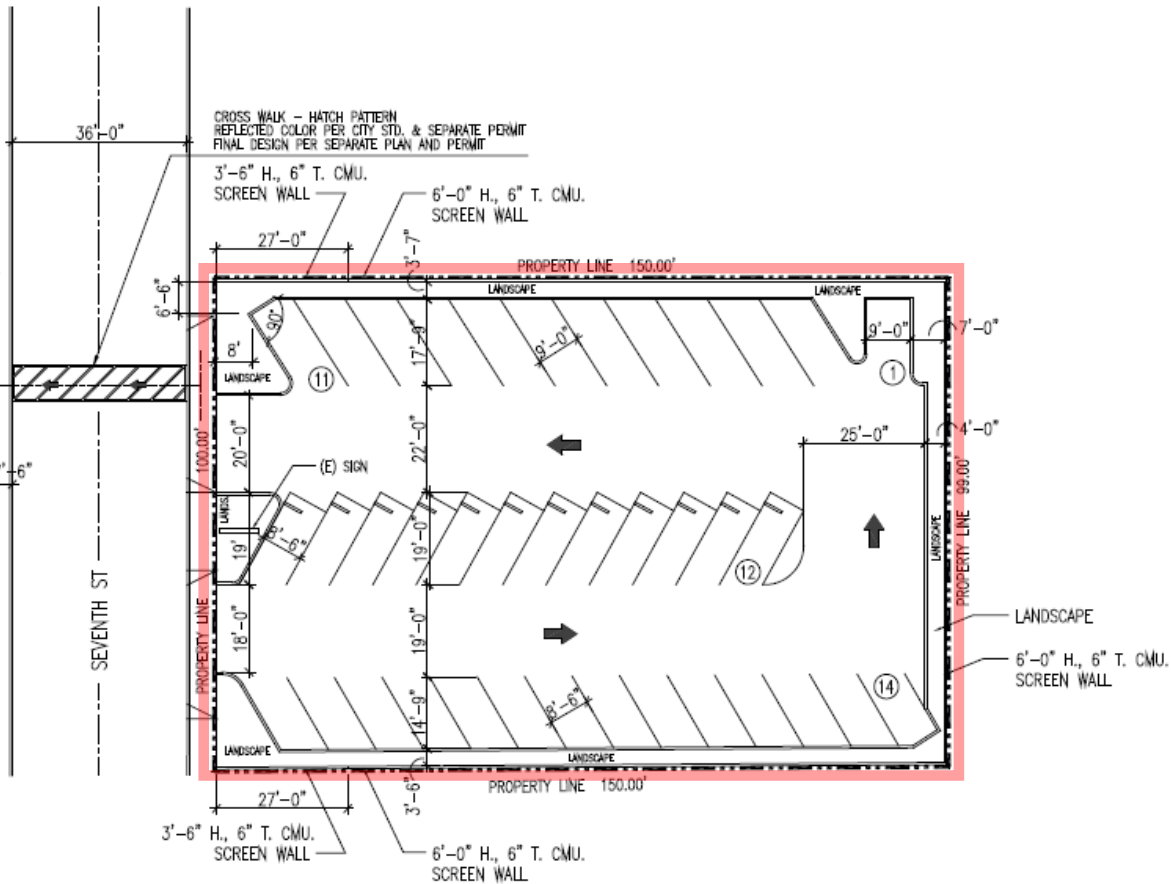 CROSS WALK – HATCH PATTERN
REFLECTED COLOR PER CITY STD. & SEPARATE PERMIT
FINAL DESIGN PER SEPARATE PLAN AND PERMIT
36'-0"
3'-6" H., 6" T. CMU.
SCREEN WALL
6'-0" H., 6" T. CMU.
SCREEN WALL
27'-0"
3'-7"
PROPERTY LINE 150.00'
LANDSCAPE
LANDSCAPE
6'-6"
90°
8'
17'-9"
9'-0"
9'-0"
7'-0"
LANDSCAPE
11
1
100.00'
20'-0"
22'-0"
25'-0"
4'-0"
(E) SIGN
LANDS.
8'-6"
19'
19'-0"
12
LANDSCAPE
PROPERTY LINE 99.00'
SEVENTH ST
PROPERTY LINE
18'-0"
19'-0"
LANDSCAPE
6'-0" H., 6" T. CMU.
SCREEN WALL
14
8'-6"
14'-9"
LANDSCAPE
LANDSCAPE
PROPERTY LINE 150.00'
27'-0"
3'-6"
3'-6" H., 6" T. CMU.
SCREEN WALL
6'-0" H., 6" T. CMU.
SCREEN WALL